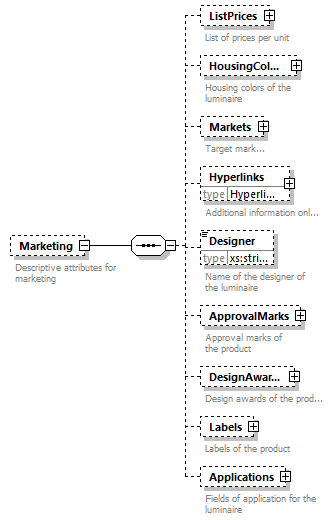 ListPrices
List of prices per unit
HousingCol...
Housing colors of the
luminaire
Markets
Target mark...
Hyperlinks
type Hyperli...
Additional information onl...
Marketing
Descriptive attributes for
marketing
Designer
type xs:stri...
Name of the designer of
the luminaire
ApprovalMarks
Approval marks of
the product
DesignAwar...
Design awards of the prod...
Labels
Labels of the product
Applications
Fields of application for the
luminaire